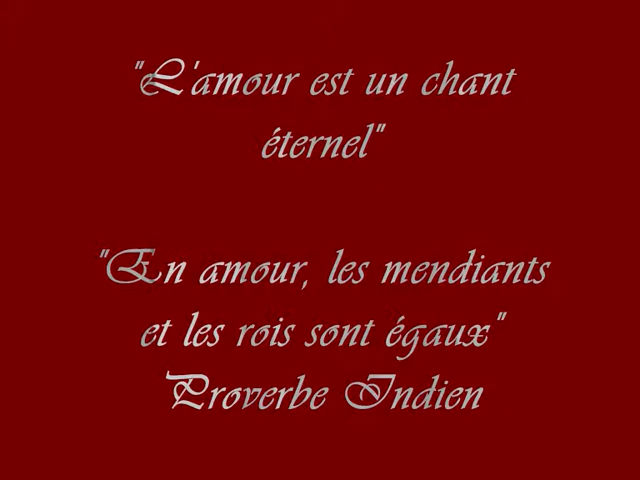 "L'amour est un chant
éternel"
"En amour, les mendiants
et les rois sont égaux"
Proverbe Indien